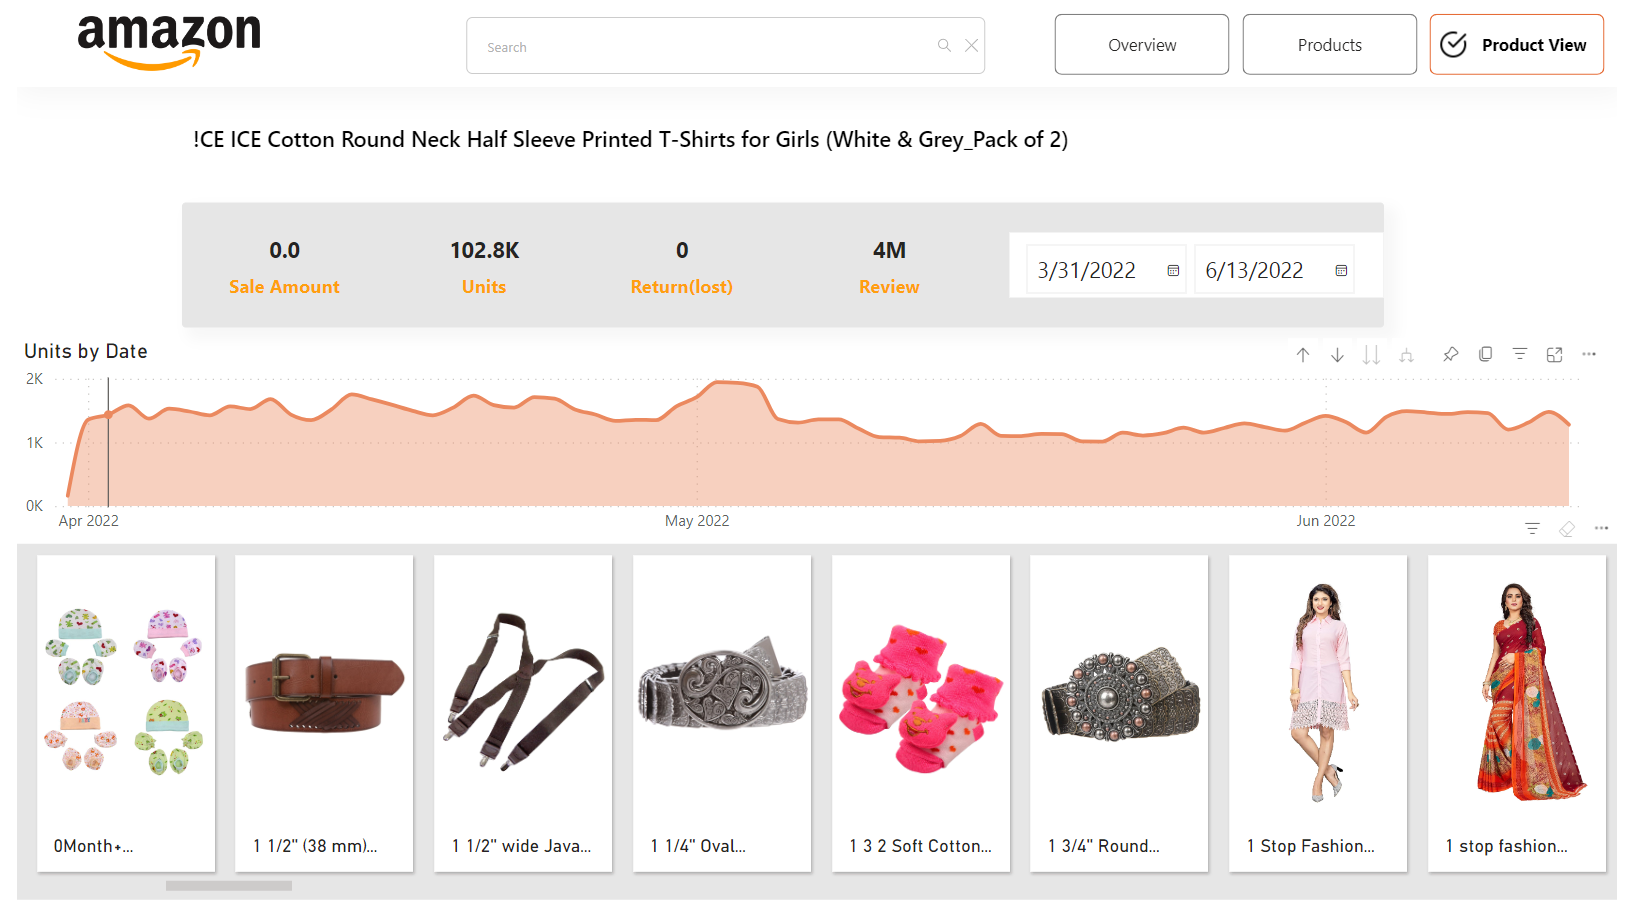 amazon
Search
Overview
Products
Product View
!CE ICE Cotton Round Neck Half Sleeve Printed T-Shirts for Girls (White & Grey_Pack of 2)
0.0
Sale Amount
102.8K
Units
0
Return(lost)
4M
Review
3/31/2022
6/13/2022
Units by Date
2K
1K
0K
Apr 2022
May 2022
Jun 2022
0Month+...
1 1/2" (38 mm)...
1 1/2" wide Java...
1 1/4" Oval...
1 3 2 Soft Cotton...
1 3/4" Round...
1 Stop Fashion...
1 stop fashion...